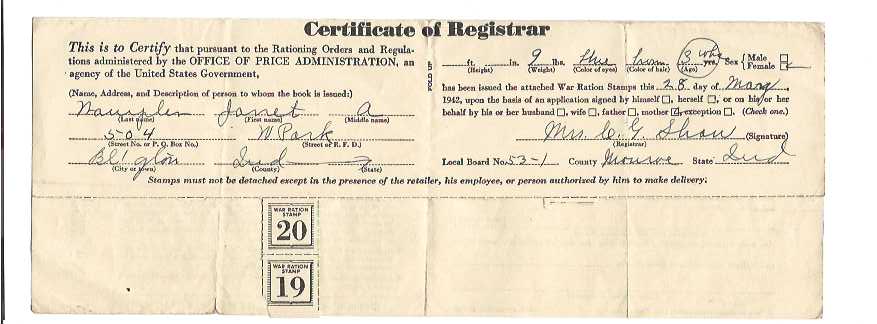 Certificate of Registrar
This is to Certify that pursuant to the Rationing Orders and Regula-
tions administered by the OFFICE OF PRICE ADMINISTRATION, an
agency of the United States Government,
(Name, Address, and Description of person to whom the book is issued:)
Janet A
(Last name) (First name) (Middle name)
504 W Park
(Street No. or P. O. Box No.) (Street or R. F. D.)
Bl'gton Ind
(City or town) (County) (State)
ft. in. 9 lbs. Blue brown 3 wks yrs. Sex { Male □
(Height) (Weight) (Color of eyes) (Color of hair) (Age) Female
has been issued the attached War Ration Stamps this 28 day of May,
1942, upon the basis of an application signed by himself □, herself □, or on his or her
behalf by his or her husband □, wife □, father □, mother ☑, exception □. (Check one.)
Mrs. C. G. Shaw (Signature)
(Registrar)
Local Board No. 53-1 County Monroe State Ind
Stamps must not be detached except in the presence of the retailer, his employee, or person authorized by him to make delivery.
WAR RATION
STAMP
20
WAR RATION
STAMP
19